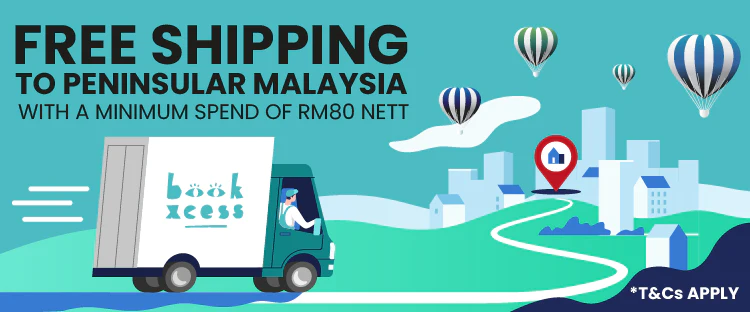 FREE SHIPPING
TO PENINSULAR MALAYSIA
WITH A MINIMUM SPEND OF RM80 NETT
book
xcess
*T&Cs APPLY